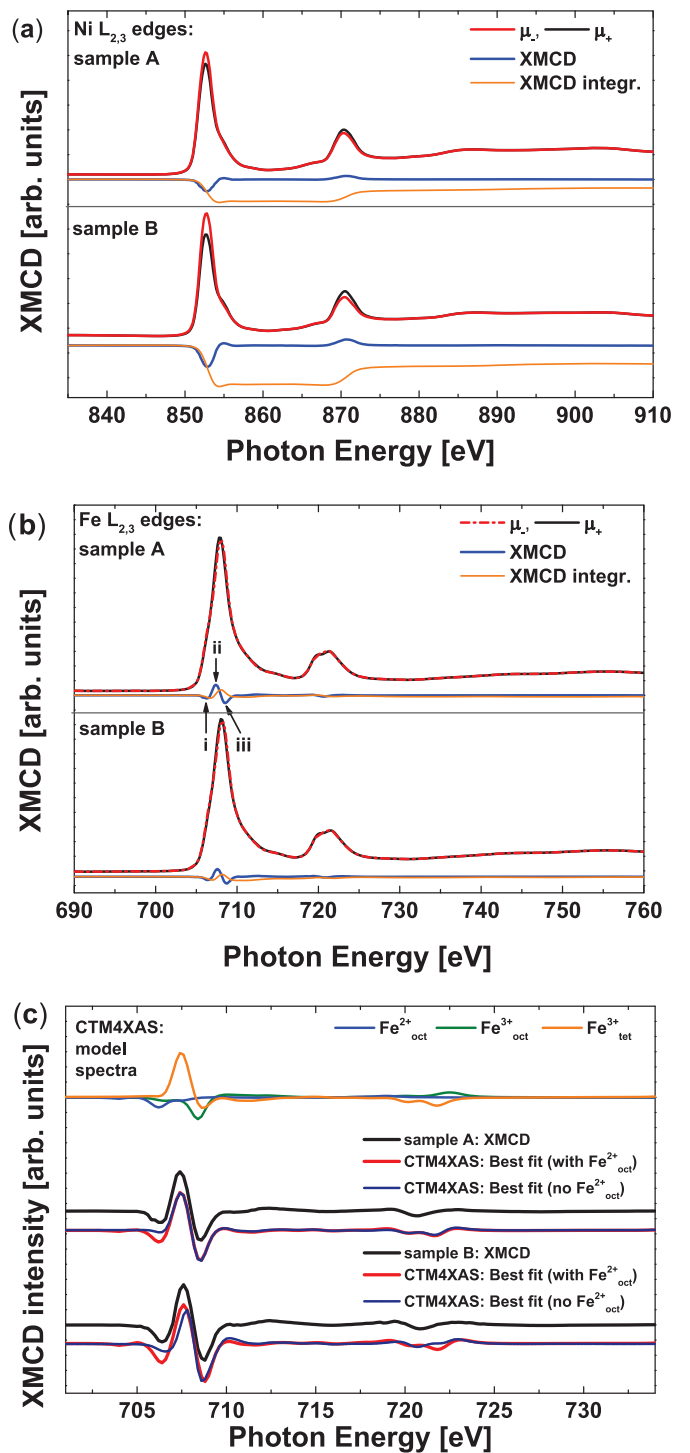 (a)
Ni L2,3 edges:
sample A
μ-, μ+
XMCD
XMCD integr.
sample B
XMCD [arb. units]
840 850 860 870 880 890 900 910
Photon Energy [eV]
(b)
Fe L2,3 edges:
sample A
μ-, μ+
XMCD
XMCD integr.
ii
i iii
sample B
XMCD [arb. units]
690 700 710 720 730 740 750 760
Photon Energy [eV]
(c)
CTM4XAS:
model
spectra
Fe2+oct Fe3+oct Fe3+tet
sample A: XMCD
CTM4XAS: Best fit (with Fe2+oct)
CTM4XAS: Best fit (no Fe2+oct)
sample B: XMCD
CTM4XAS: Best fit (with Fe2+oct)
CTM4XAS: Best fit (no Fe2+oct)
XMCD intensity [arb. units]
705 710 715 720 725 730
Photon Energy [eV]